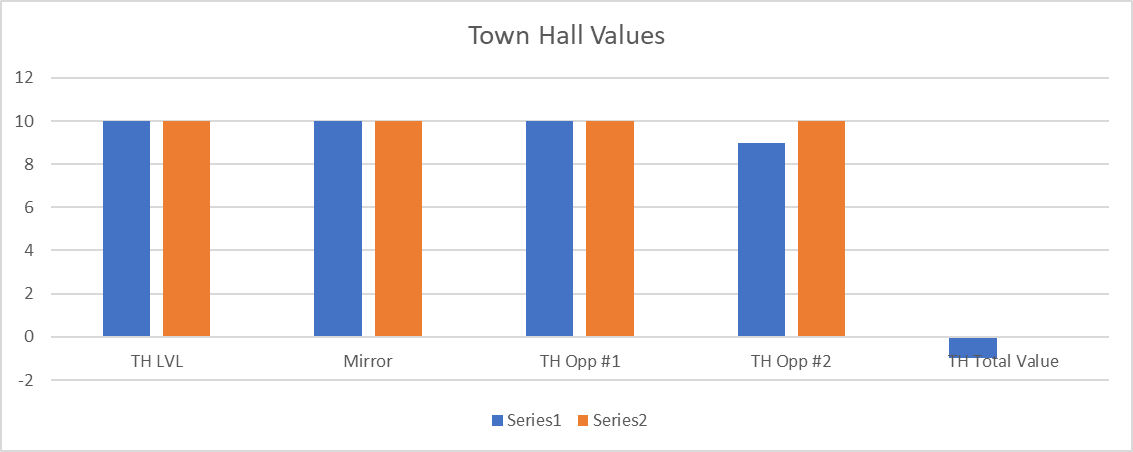 Town Hall Values
12
10
8
6
4
2
0
-2
TH LVL Mirror TH Opp #1 TH Opp #2 TH Total Value
Series1 Series2